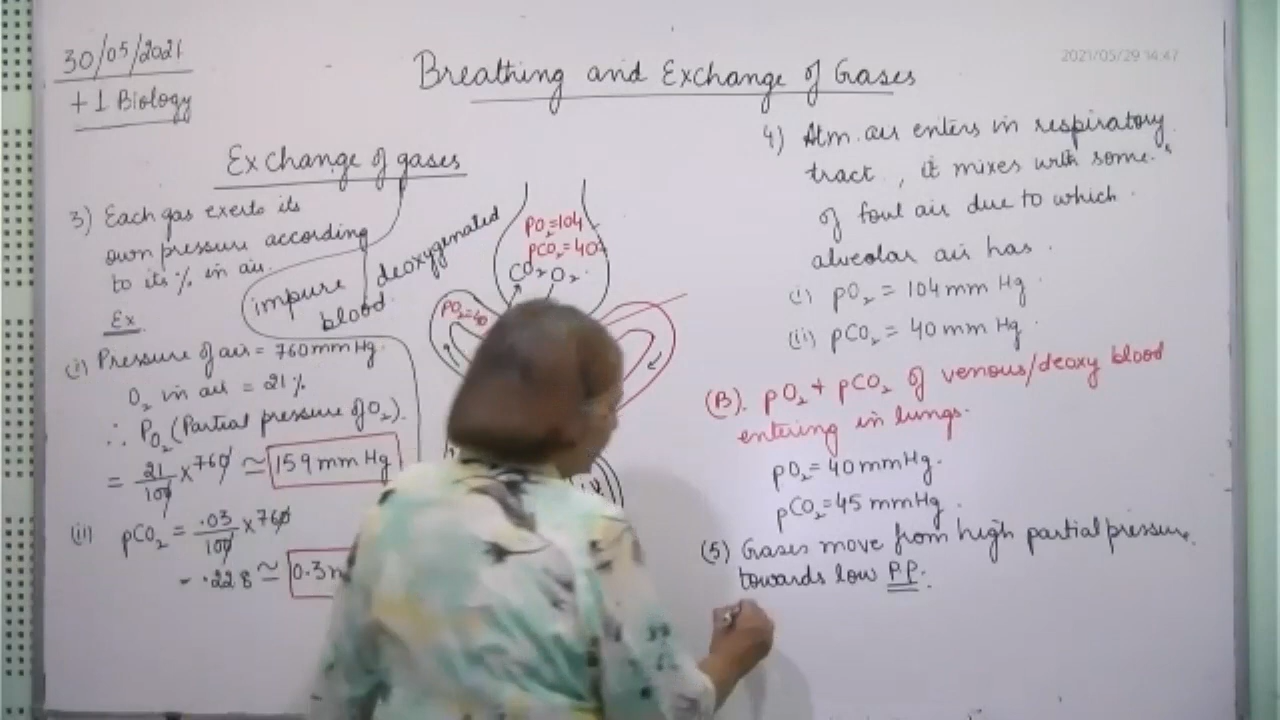 30/05/2021
+1 Biology
2021/05/29 14:47
Breathing and Exchange of Gases
Exchange of gases
3) Each gas exerts its
own pressure according
to its % in air.
Ex
(i) Pressure of air = 760mmHg.
O₂ in air = 21%
∴ PO₂ (Partial pressure of O₂).
= 21/100 x 760 ≃ 159 mm Hg
(ii) pCO₂ = .03/100 x 760
- .228 ≃ 0.3
impure deoxygenated
blood.
PO₂=104
pCO₂=40
CO₂ O₂
PO₂=40
4) Atm. air enters in respiratory
tract, it mixes with some
of foul air due to which
alveolar air has.
(i) pO₂ = 104 mm Hg.
(ii) pCO₂ = 40 mm Hg.
(B). pO₂ + pCO₂ of venous/deoxy blood
entering in lungs.
pO₂ = 40 mmHg.
pCO₂ = 45 mmHg.
(5) Gases move from high partial pressure
towards low P.P.